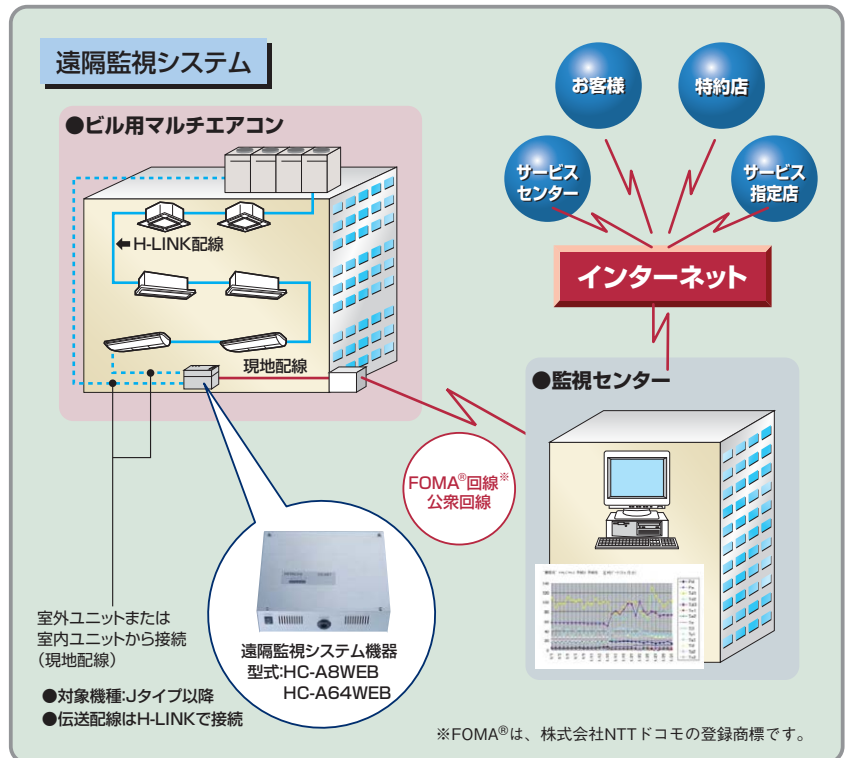 遠隔監視システム
●ビル用マルチエアコン
←H-LINK配線
現地配線
お客様
特約店
サービス
センター
サービス
指定店
インターネット
●監視センター
FOMA®回線※
公衆回線
遠隔監視システム機器
型式:HC-A8WEB
HC-A64WEB
室外ユニットまたは
室内ユニットから接続
（現地配線）
●対象機種:Jタイプ以降
●伝送配線はH-LINKで接続
※FOMA®は、株式会社NTTドコモの登録商標です。